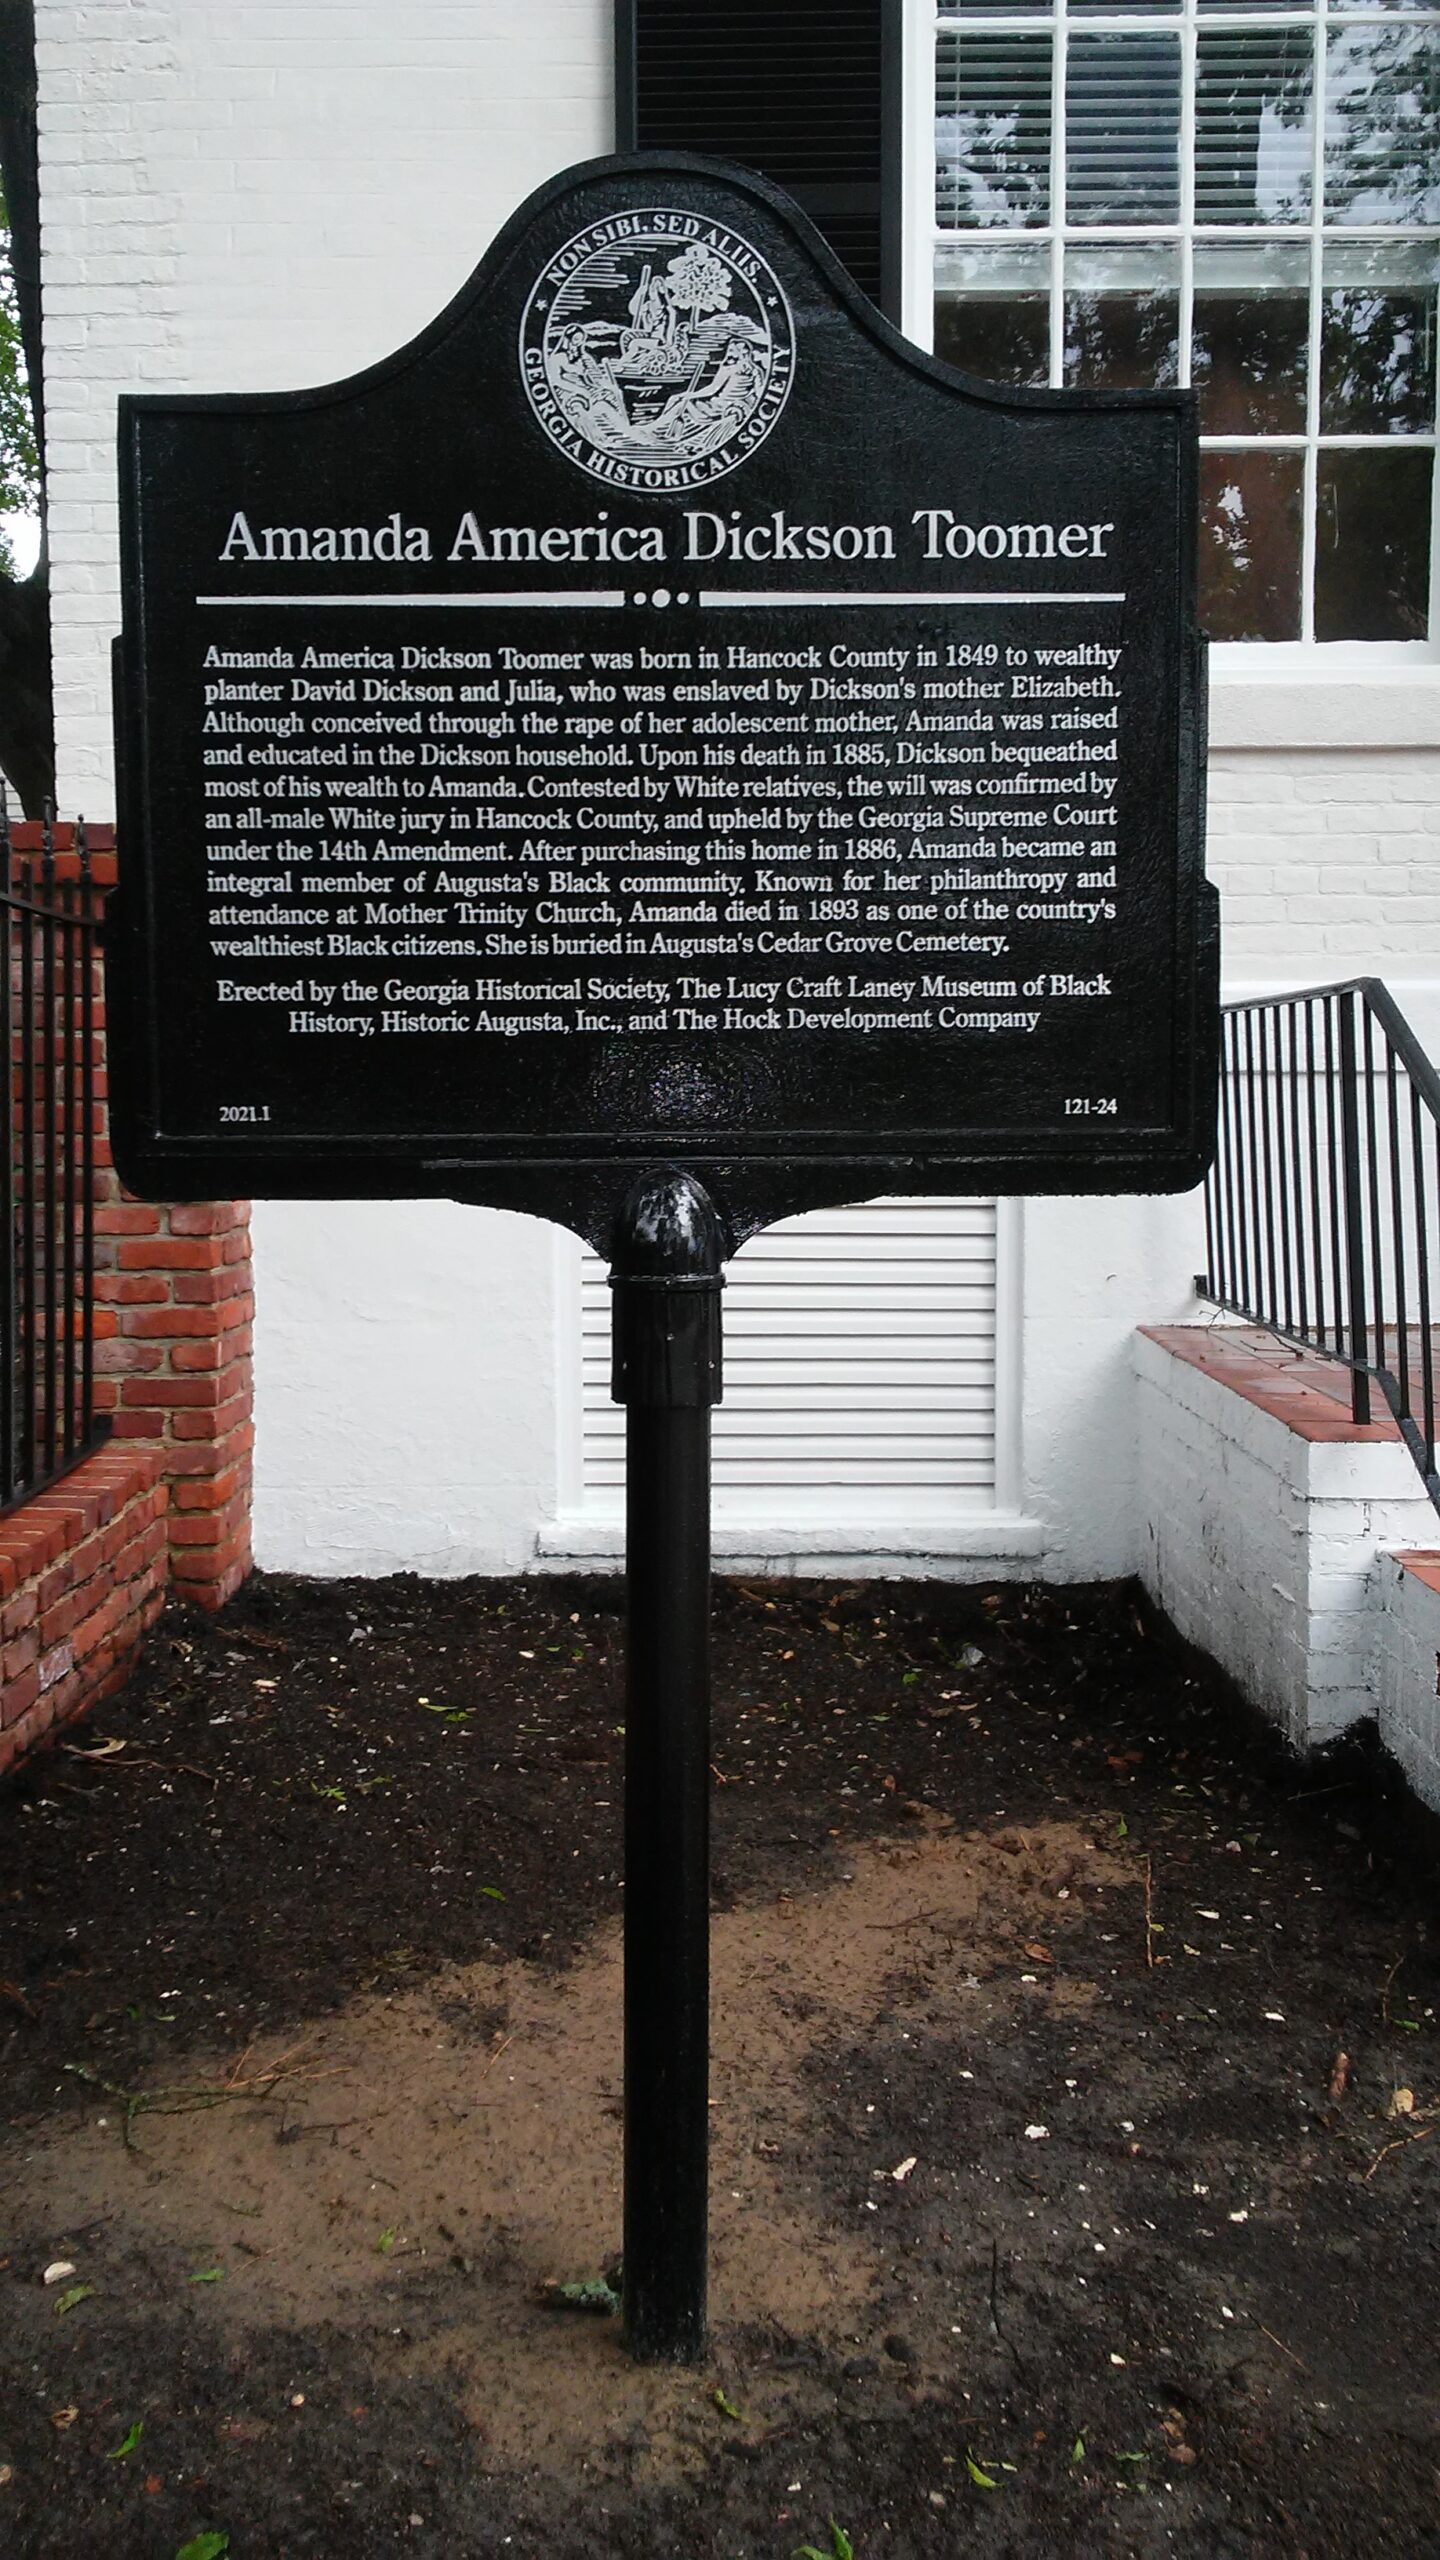 NON SIBI, SED ALIIS.
GEORGIA HISTORICAL SOCIETY
Amanda America Dickson Toomer
Amanda America Dickson Toomer was born in Hancock County in 1849 to wealthy
planter David Dickson and Julia, who was enslaved by Dickson's mother Elizabeth.
Although conceived through the rape of her adolescent mother, Amanda was raised
and educated in the Dickson household. Upon his death in 1885, Dickson bequeathed
most of his wealth to Amanda. Contested by White relatives, the will was confirmed by
an all-male White jury in Hancock County, and upheld by the Georgia Supreme Court
under the 14th Amendment. After purchasing this home in 1886, Amanda became an
integral member of Augusta's Black community. Known for her philanthropy and
attendance at Mother Trinity Church, Amanda died in 1893 as one of the country's
wealthiest Black citizens. She is buried in Augusta's Cedar Grove Cemetery.
Erected by the Georgia Historical Society, The Lucy Craft Laney Museum of Black
History, Historic Augusta, Inc., and The Hock Development Company
2021.1 121-24